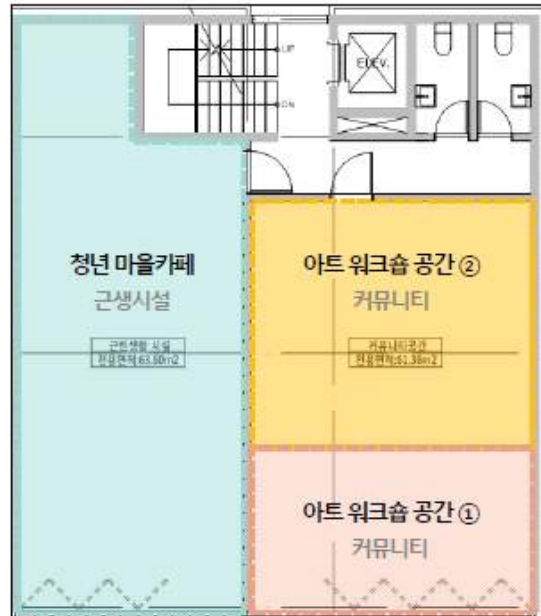 UP
DN
ELEV.
청년 마을카페
근생시설
근린생활 시설
전용면적:63.60m2
아트 워크숍 공간 ②
커뮤니티
커뮤니티공간
전용면적:61.36m2
아트 워크숍 공간 ①
커뮤니티